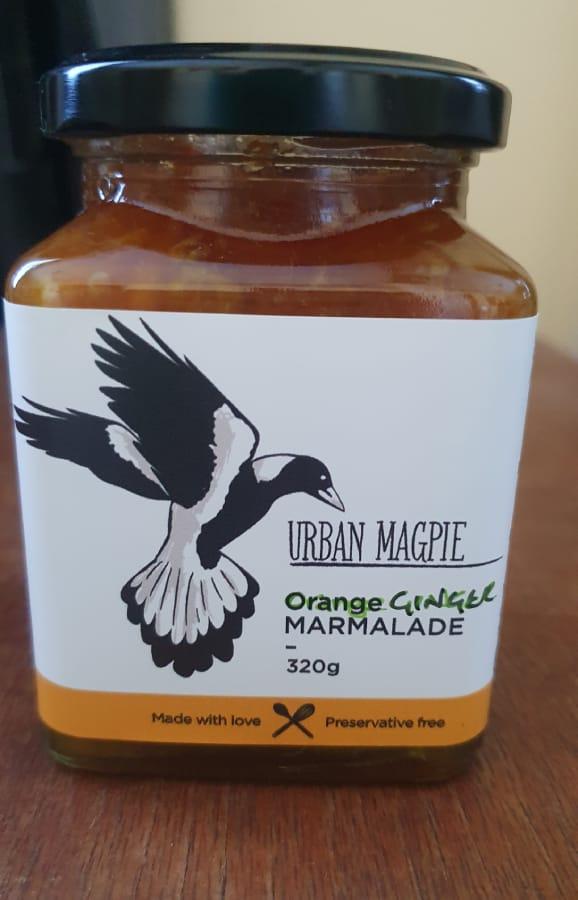 URBAN MAGPIE
Orange GINGER
MARMALADE
–
320g
Made with love Preservative free